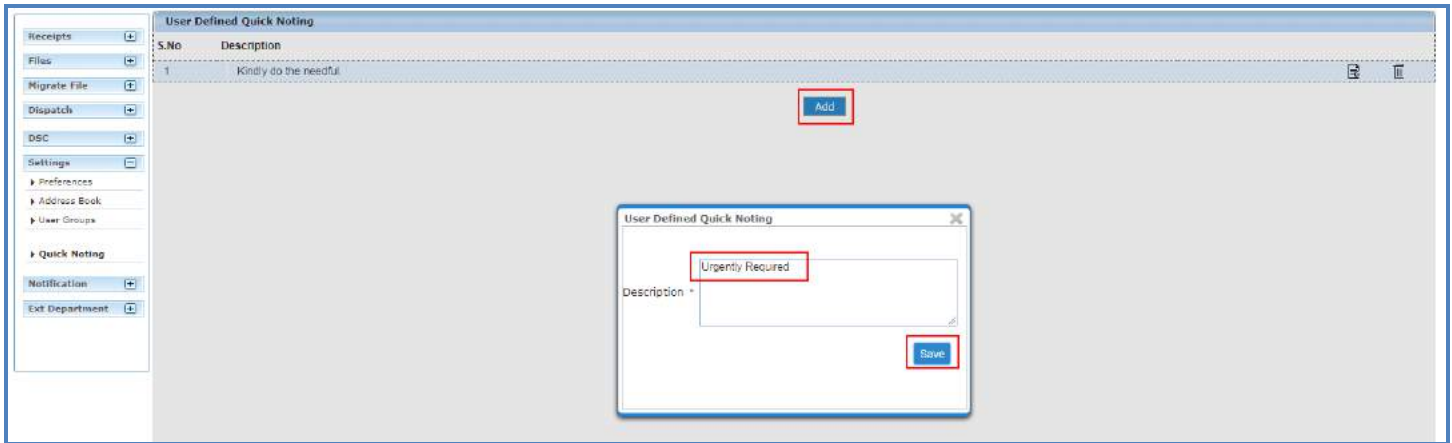 Receipts
Files
Migrate File
Dispatch
DSC
Settings
Preferences
Address Book
User Groups
Quick Noting
Notification
Ext Department
User Defined Quick Noting
S.No Description
1 Kindly do the needful
Add
User Defined Quick Noting
Urgently Required
Description *
Save